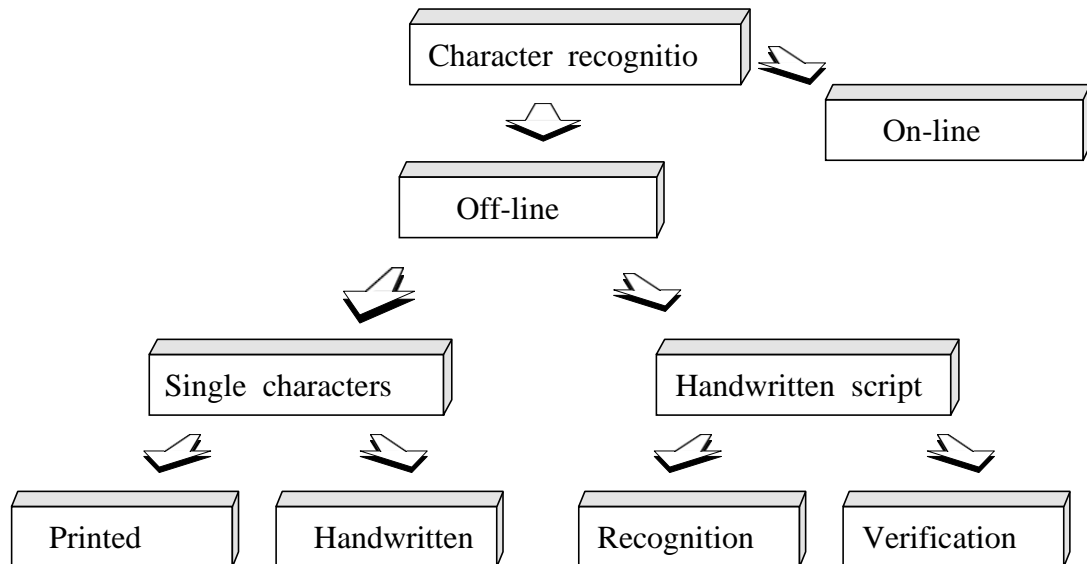 Character recognitio
On-line
Off-line
Single characters
Handwritten script
Printed
Handwritten
Recognition
Verification